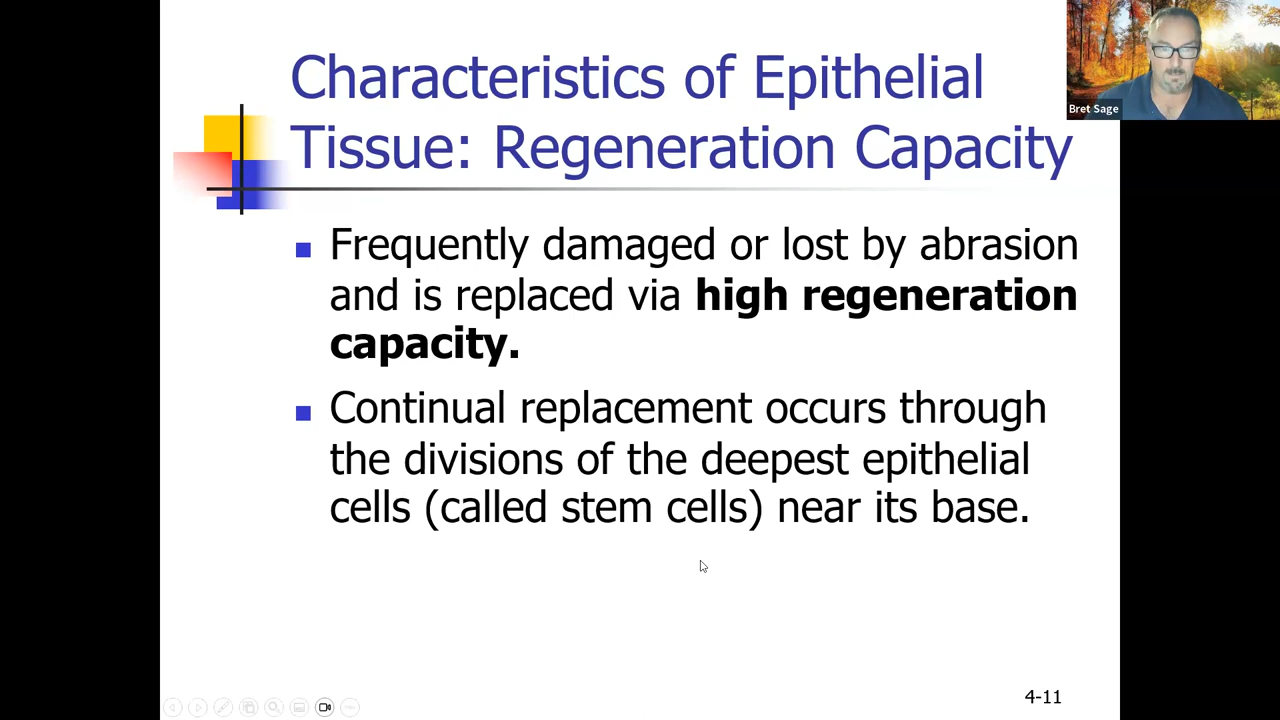 Characteristics of Epithelial
Tissue: Regeneration Capacity
Bret Sage
Frequently damaged or lost by abrasion
and is replaced via high regeneration
capacity.
Continual replacement occurs through
the divisions of the deepest epithelial
cells (called stem cells) near its base.
4-11